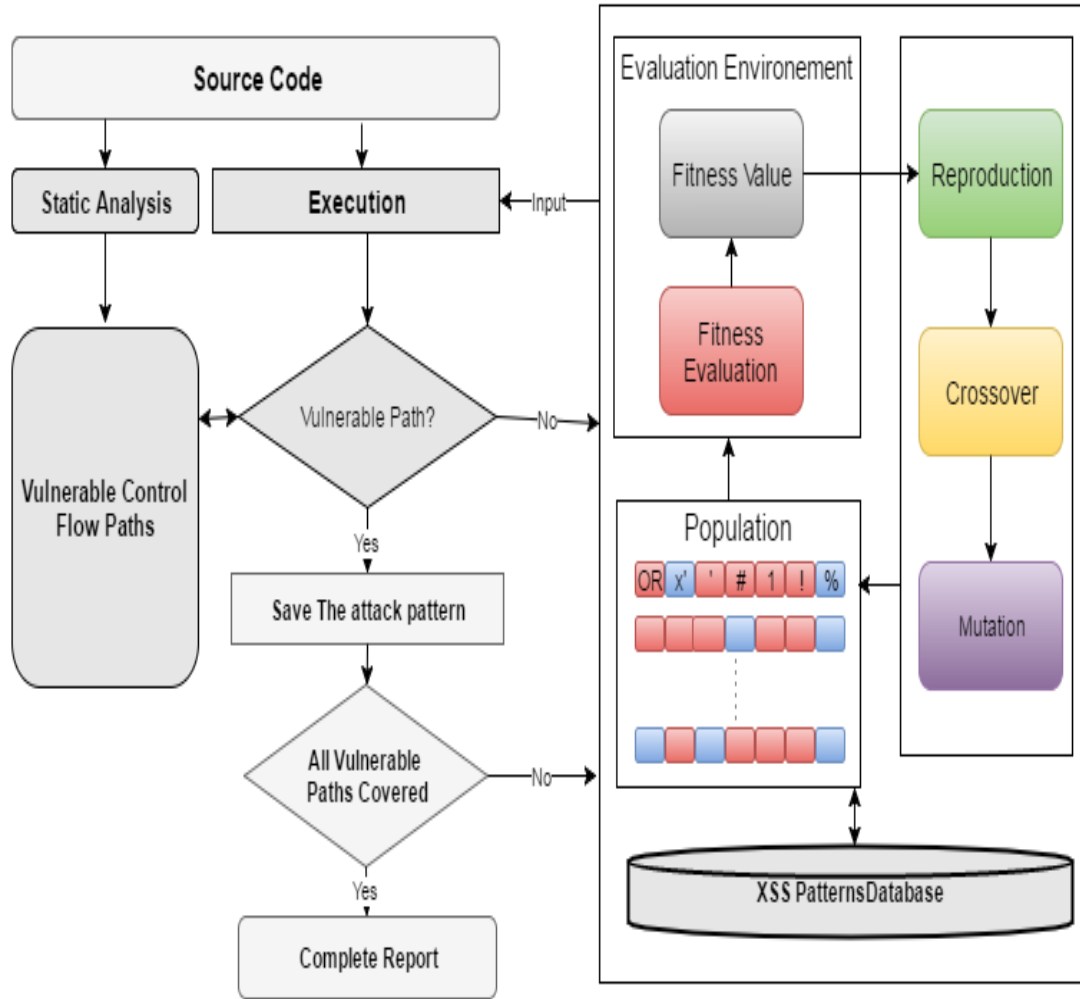 Source Code
Static Analysis
Execution
Input
Vulnerable Control
Flow Paths
Vulnerable Path?
No
Yes
Save The attack pattern
All Vulnerable
Paths Covered
No
Yes
Complete Report
Evaluation Environement
Fitness Value
Fitness
Evaluation
Population
OR x' ' # 1 ! %
XSS PatternsDatabase
Reproduction
Crossover
Mutation